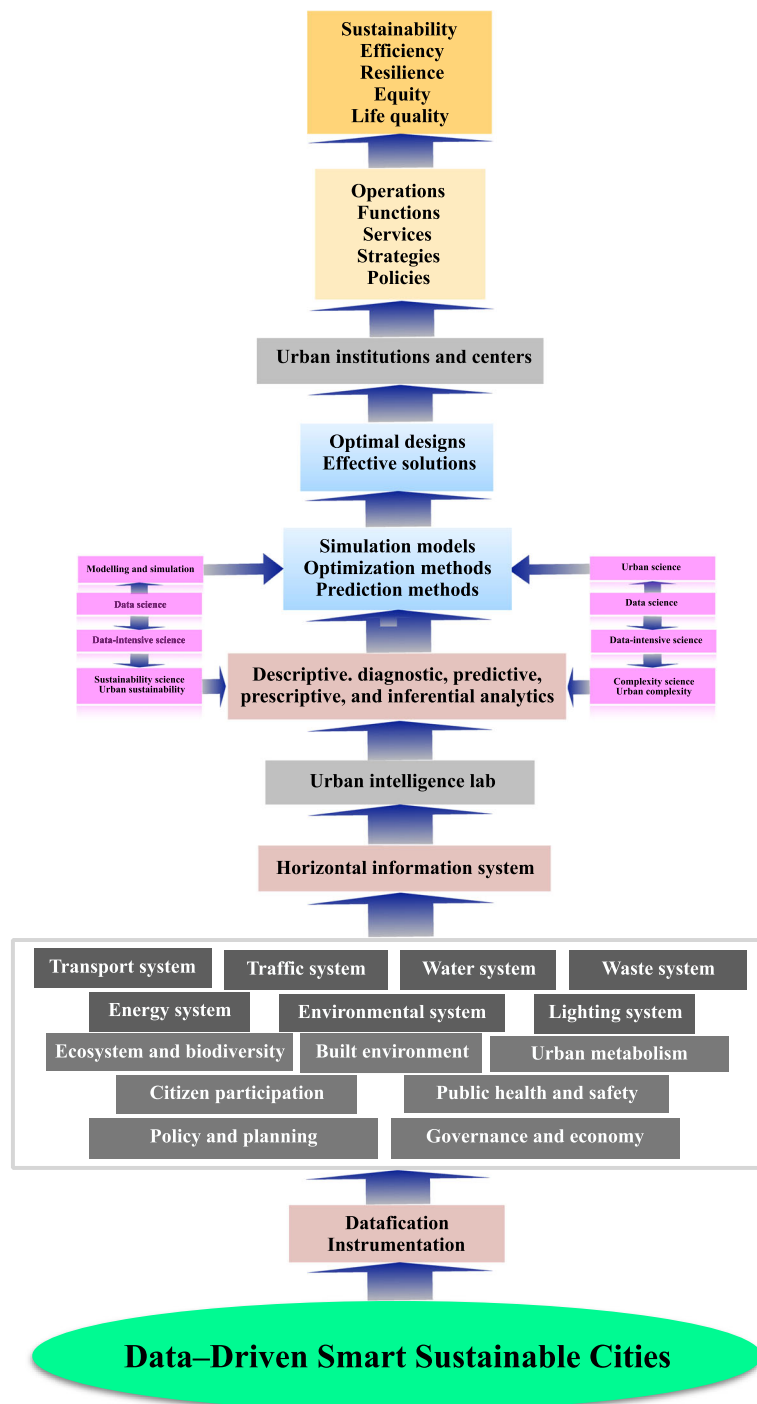 Sustainability
Efficiency
Resilience
Equity
Life quality
Operations
Functions
Services
Strategies
Policies
Urban institutions and centers
Optimal designs
Effective solutions
Simulation models
Optimization methods
Prediction methods
Modelling and simulation
Data science
Data-intensive science
Sustainability science
Urban sustainability
Urban science
Data science
Data-intensive science
Complexity science
Urban complexity
Descriptive. diagnostic, predictive,
prescriptive, and inferential analytics
Urban intelligence lab
Horizontal information system
Transport system
Traffic system
Water system
Waste system
Energy system
Environmental system
Lighting system
Ecosystem and biodiversity
Built environment
Urban metabolism
Citizen participation
Public health and safety
Policy and planning
Governance and economy
Datafication
Instrumentation
Data–Driven Smart Sustainable Cities